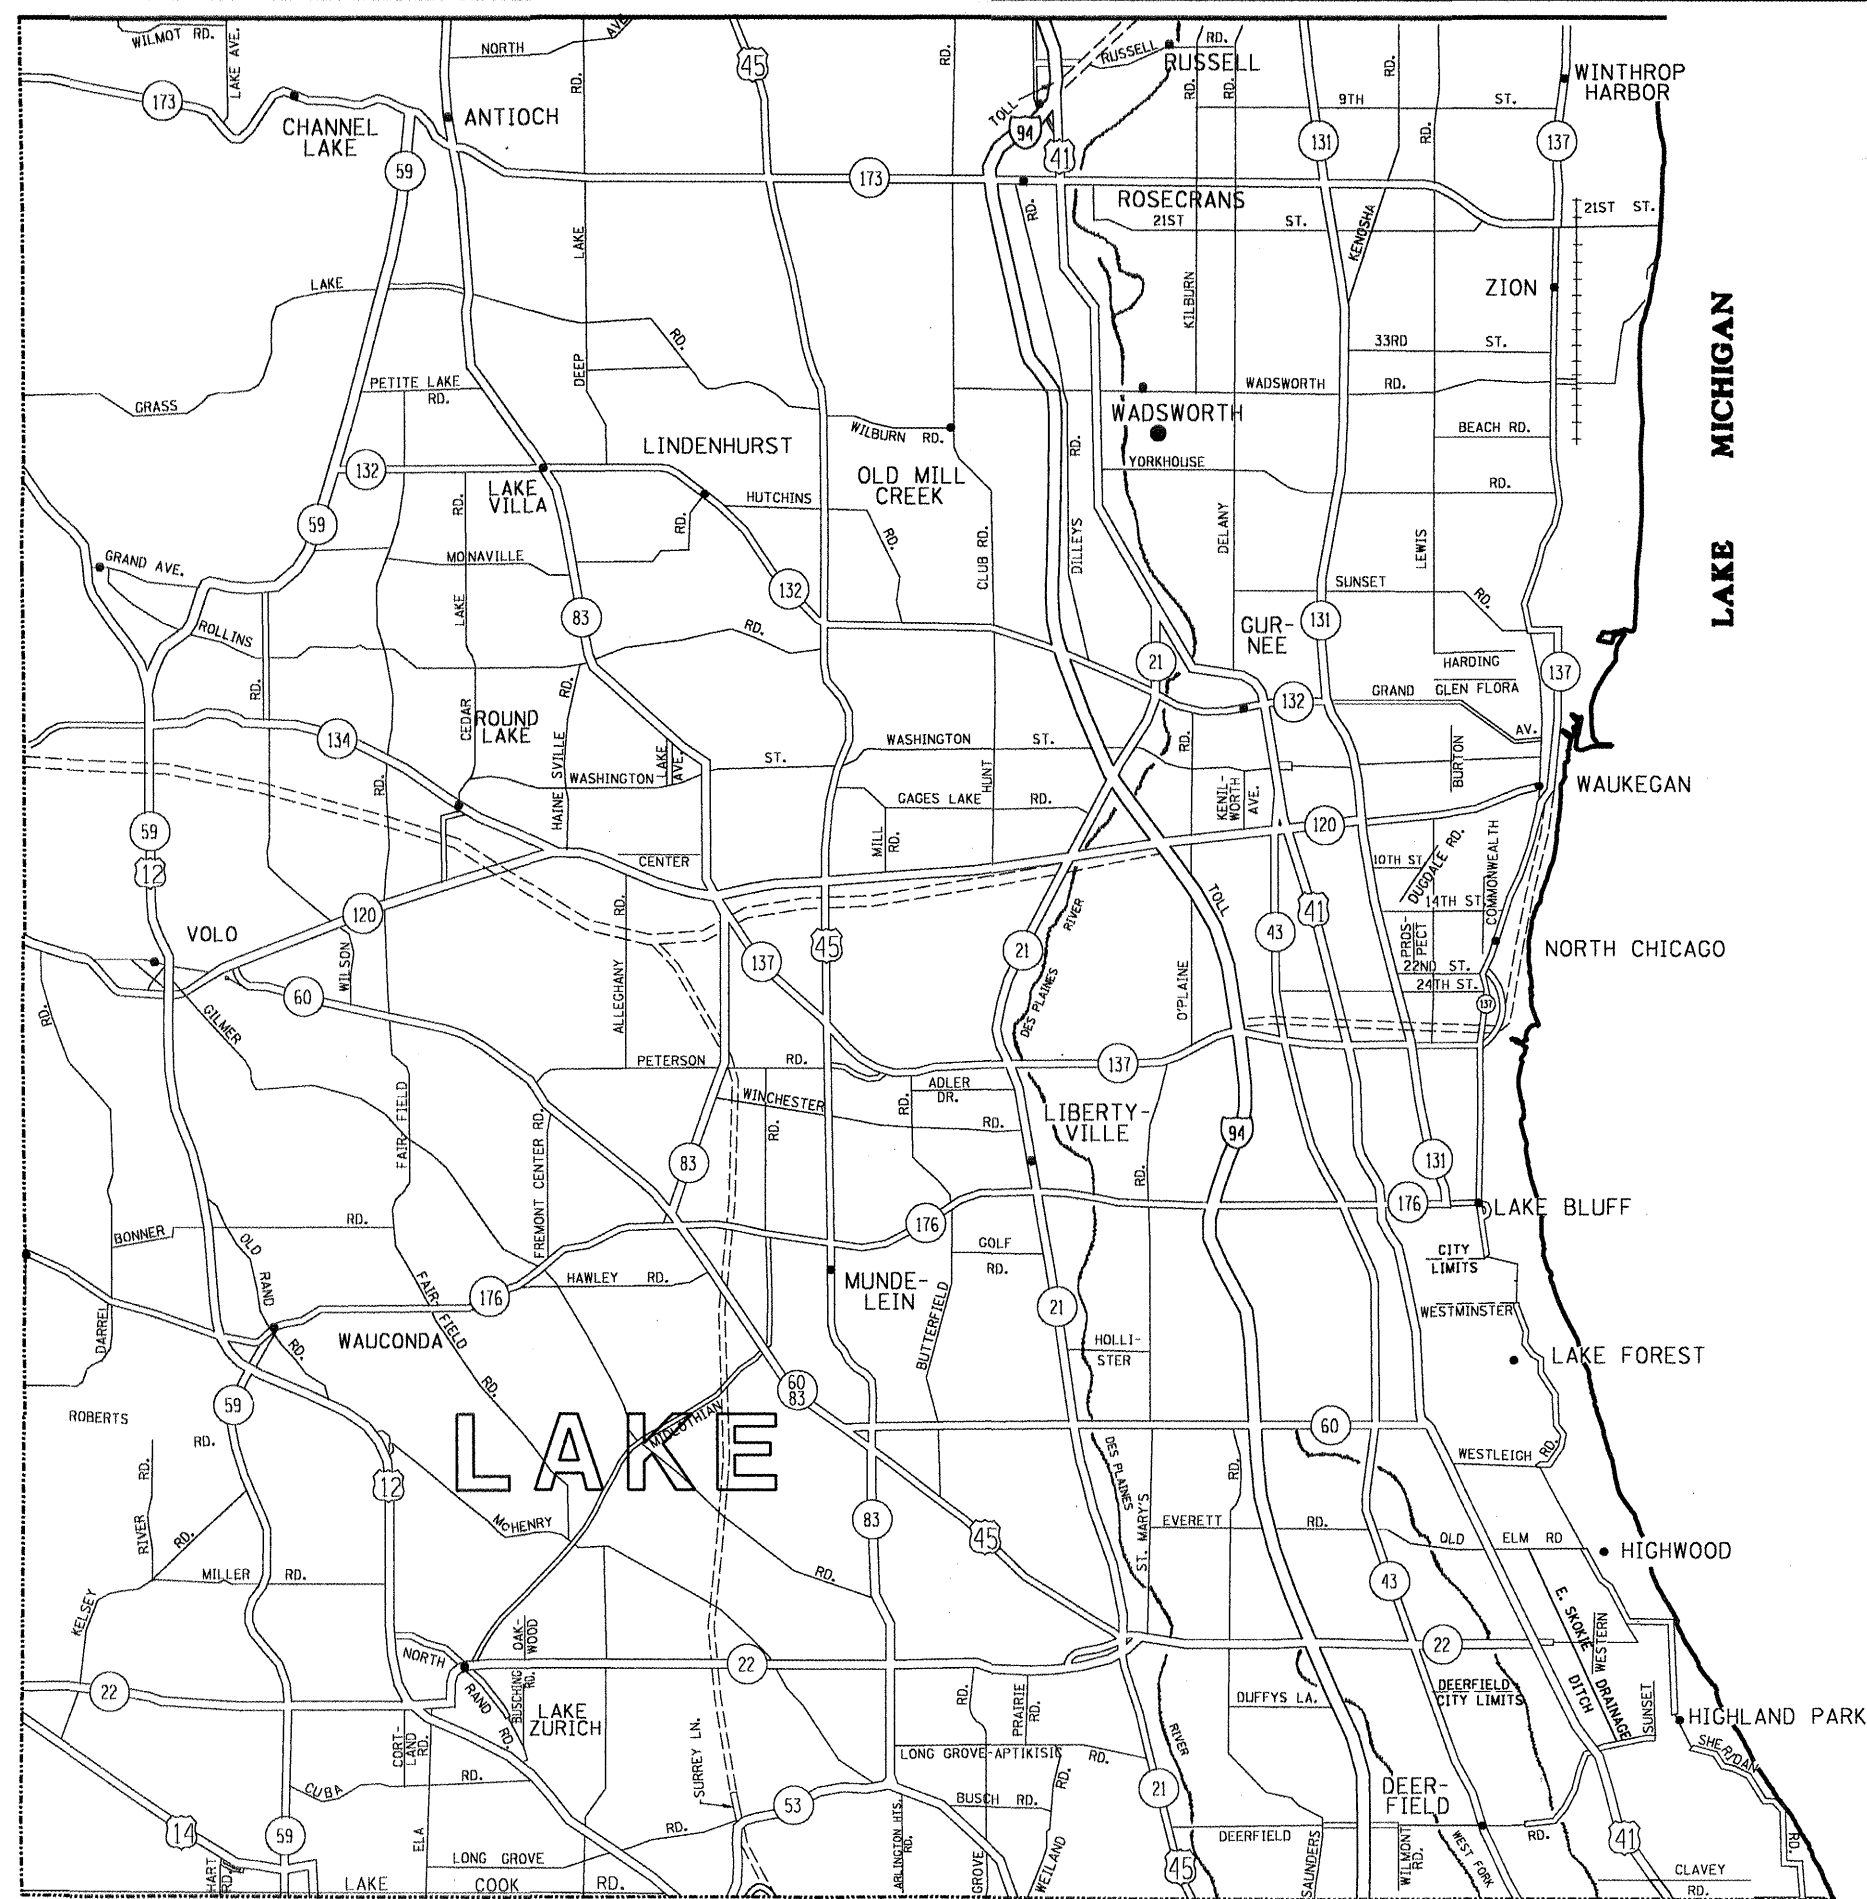 WILMOT RD.
LAKE AVE.
NORTH
AVE
RD.
45
RD.
RUSSELL
RD.
RUSSELL
RD.
RD.
RD.
WINTHROP
HARBOR
173
CHANNEL
LAKE
ANTIOCH
TOLL
94
41
9TH
ST.
131
RD.
137
59
173
ROSECRANS
RD.
21ST
ST.
KENOSHA
21ST ST.
LAKE
LAKE
RD.
KILBURN
ZION
33RD
ST.
LAKE MICHIGAN
PETITE LAKE
RD.
DEEP
GRASS
WADSWORTH
RD.
WADSWORTH
WILBURN RD.
LINDENHURST
RD.
BEACH RD.
132
LAKE
VILLA
OLD MILL
CREEK
YORKHOUSE
RD.
RD.
HUTCHINS
RD.
RD.
59
MONAVILLE
CLUB RD.
DILLEYS
DELANY
LEWIS
GRAND AVE.
132
SUNSET
RD.
LAKE
83
ROLLINS
RD.
GUR-
NEE
131
21
HARDING
137
RD.
RD.
132
GRAND
GLEN FLORA
AV.
CEDAR
ROUND
LAKE
134
HAINESVILLE
WASHINGTON
LAKE
AVE.
ST.
WASHINGTON
ST.
RD.
BURTON
WAUKEGAN
RD.
GAGES LAKE
RD.
HUNT
KENIL-
WORTH
AVE.
59
MILL
RD.
120
12
CENTER
10TH ST.
DUGDALE RD.
COMMONWEALTH
14TH ST.
TOLL
120
RD.
VOLO
45
RIVER
43
41
WILSON
137
21
PROS-
PECT
NORTH CHICAGO
22ND ST.
24TH ST.
60
ALLEGHANY
DES PLAINES
O'PLAINE
137
RD.
GILMER
PETERSON
RD.
137
ADLER
DR.
WINCHESTER
RD.
RD.
RD.
LIBERTY-
VILLE
FAIR FIELD
FREMONT CENTER RD.
83
94
131
RD.
176
LAKE BLUFF
176
BONNER
RD.
OLD
RAND
RD.
FAIR-
FIELD
RD.
GOLF
RD.
CITY
LIMITS
HAWLEY RD.
176
MUNDE-
LEIN
BUTTERFIELD
21
WESTMINSTER
DARREL
WAUCONDA
HOLLI-
STER
LAKE FOREST
60
83
59
ROBERTS
RD.
LAKE
MIDLOTHIAN
60
WESTLEIGH RD.
DES PLAINES
12
RD.
RIVER RD.
RD.
McHENRY
83
45
ST. MARY'S
EVERETT
RD.
OLD
ELM RD
HIGHWOOD
MILLER RD.
RD.
43
KELSEY
OAK-
WOOD
E. SKOKIE DRAINAGE
DITCH
WESTERN
NORTH
22
22
22
RAND
RD.
BUSCHING
RD.
LAKE
ZURICH
RD.
PRAIRIE
RD.
DUFFYS LA.
DEERFIELD
CITY LIMITS
SUNSET
HIGHLAND PARK
CORT-
LAND
RD.
SURREY LN.
LONG GROVE-APTIKISIC
RD.
RIVER
SHERIDAN
RD.
CUBA
RD.
53
BUSCH RD.
RD.
21
DEER-
FIELD
14
59
RD.
DEERFIELD
RD.
41
ELA
LONG GROVE
ARLINGTON HTS.
RD.
GROVE
WEILAND
45
SAUNDERS
WILMONT
RD.
WEST FORK
HART
RD.
LAKE
COOK
RD.
CLAVEY
RD.